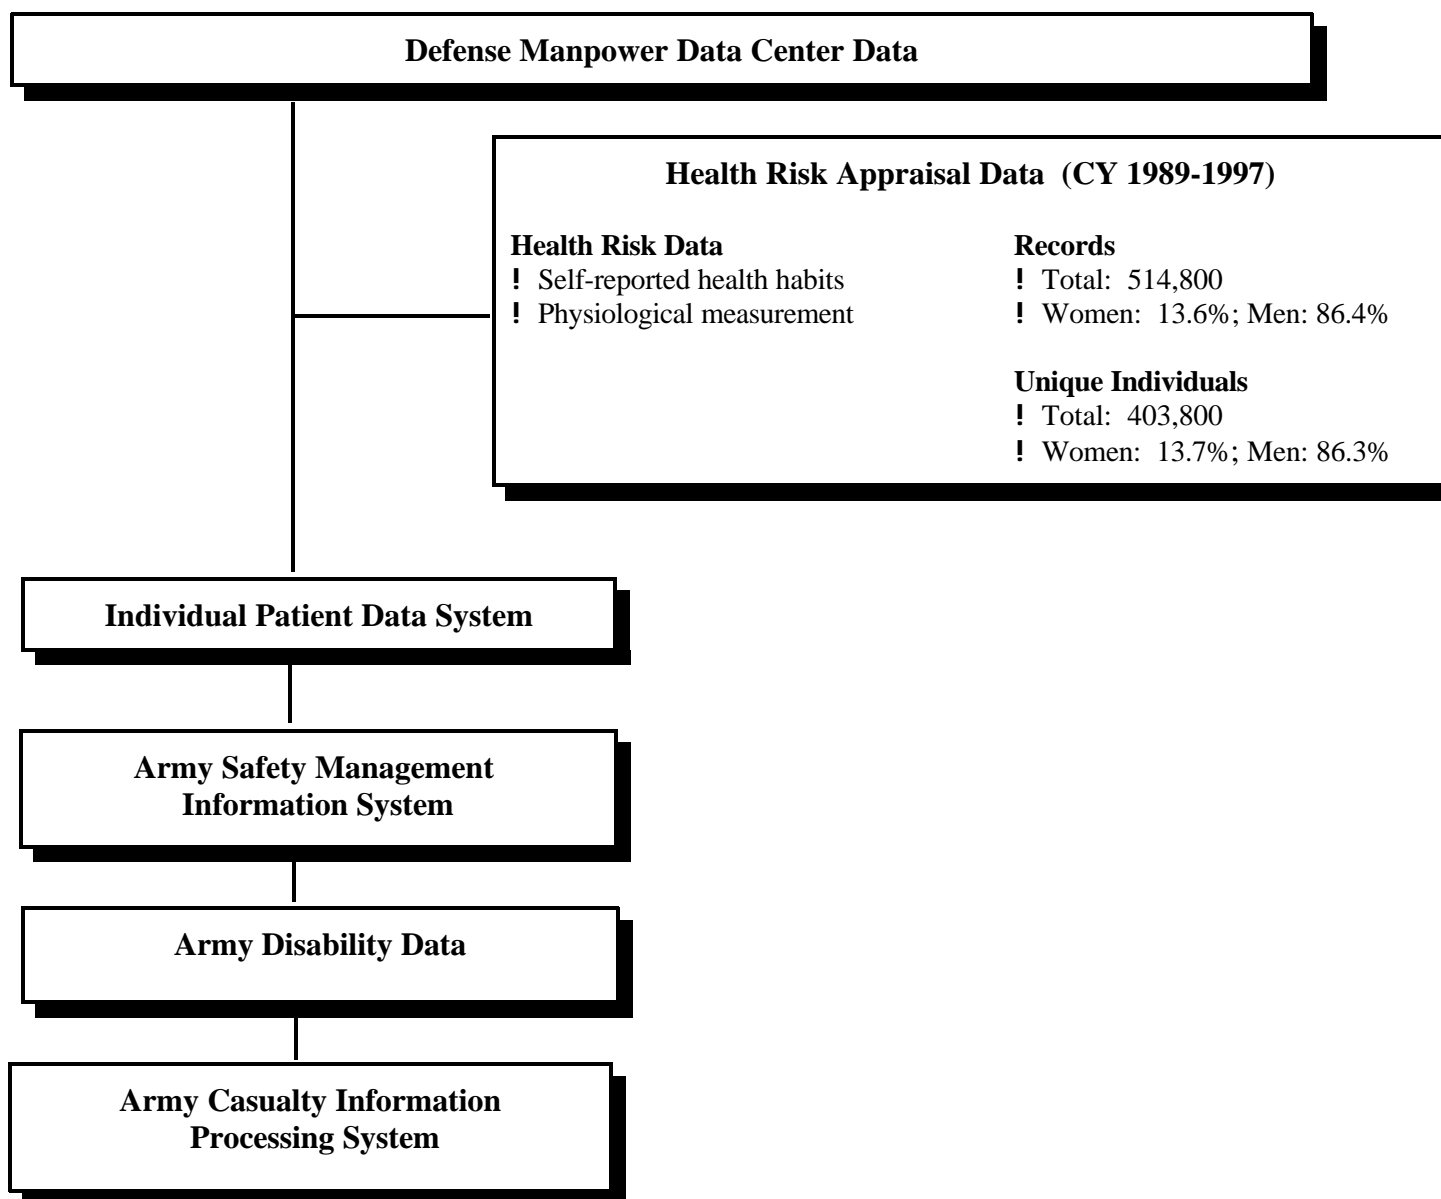 Defense Manpower Data Center Data
Health Risk Appraisal Data (CY 1989-1997)
Health Risk Data
! Self-reported health habits
! Physiological measurement
Records
! Total: 514,800
! Women: 13.6%; Men: 86.4%
Unique Individuals
! Total: 403,800
! Women: 13.7%; Men: 86.3%
Individual Patient Data System
Army Safety Management
Information System
Army Disability Data
Army Casualty Information
Processing System